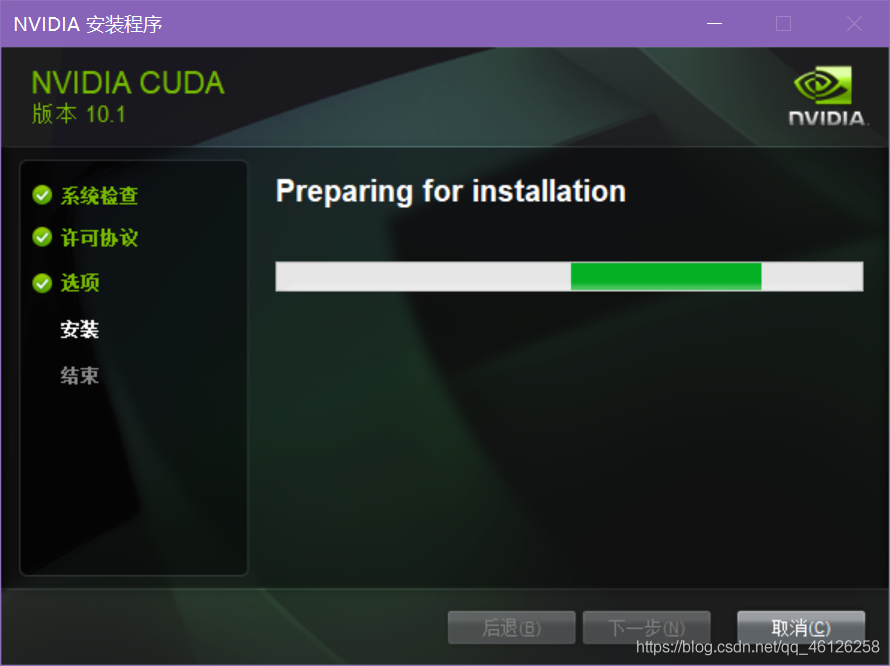 NVIDIA 安装程序
NVIDIA CUDA
版本 10.1
NVIDIA.
系统检查
许可协议
选项
安装
结束
Preparing for installation
后退(B)
下一步(N)
取消(C)
https://blog.csdn.net/qq_46126258